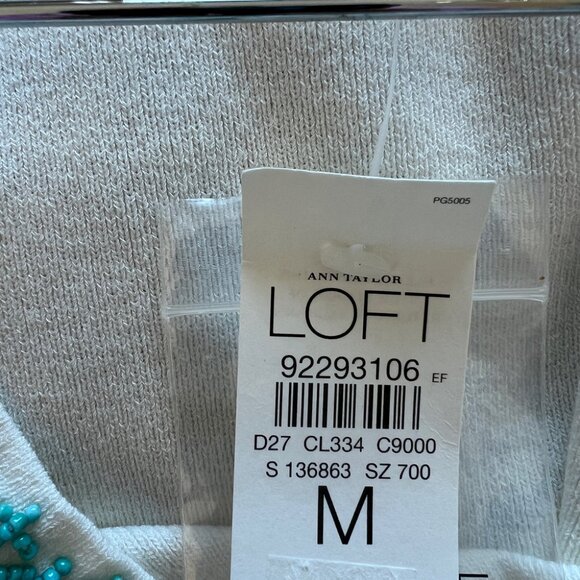 PG5005
ANN TAYLOR
LOFT
92293106 EF
D27 CL334 C9000
S 136863 SZ 700
M